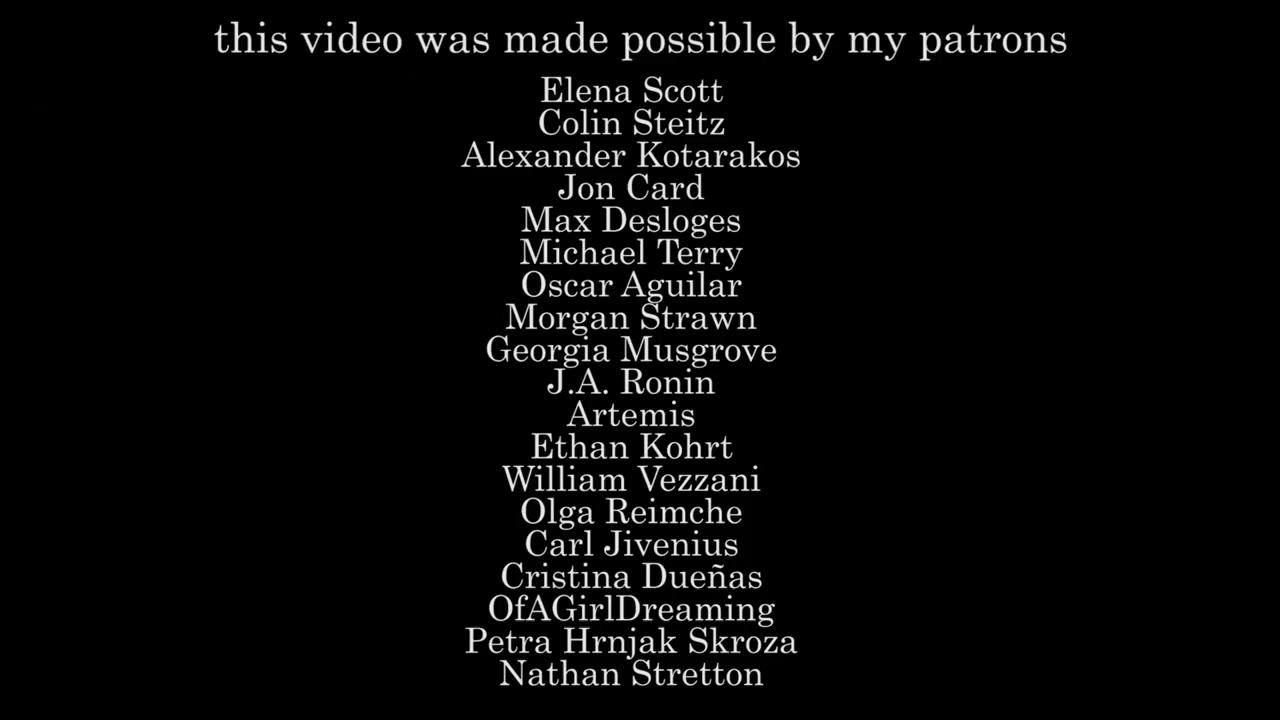 this video was made possible by my patrons
Elena Scott
Colin Steitz
Alexander Kotarakos
Jon Card
Max Desloges
Michael Terry
Oscar Aguilar
Morgan Strawn
Georgia Musgrove
J.A. Ronin
Artemis
Ethan Kohrt
William Vezzani
Olga Reimche
Carl Jivenius
Cristina Dueñas
OfAGirlDreaming
Petra Hrnjak Skroza
Nathan Stretton